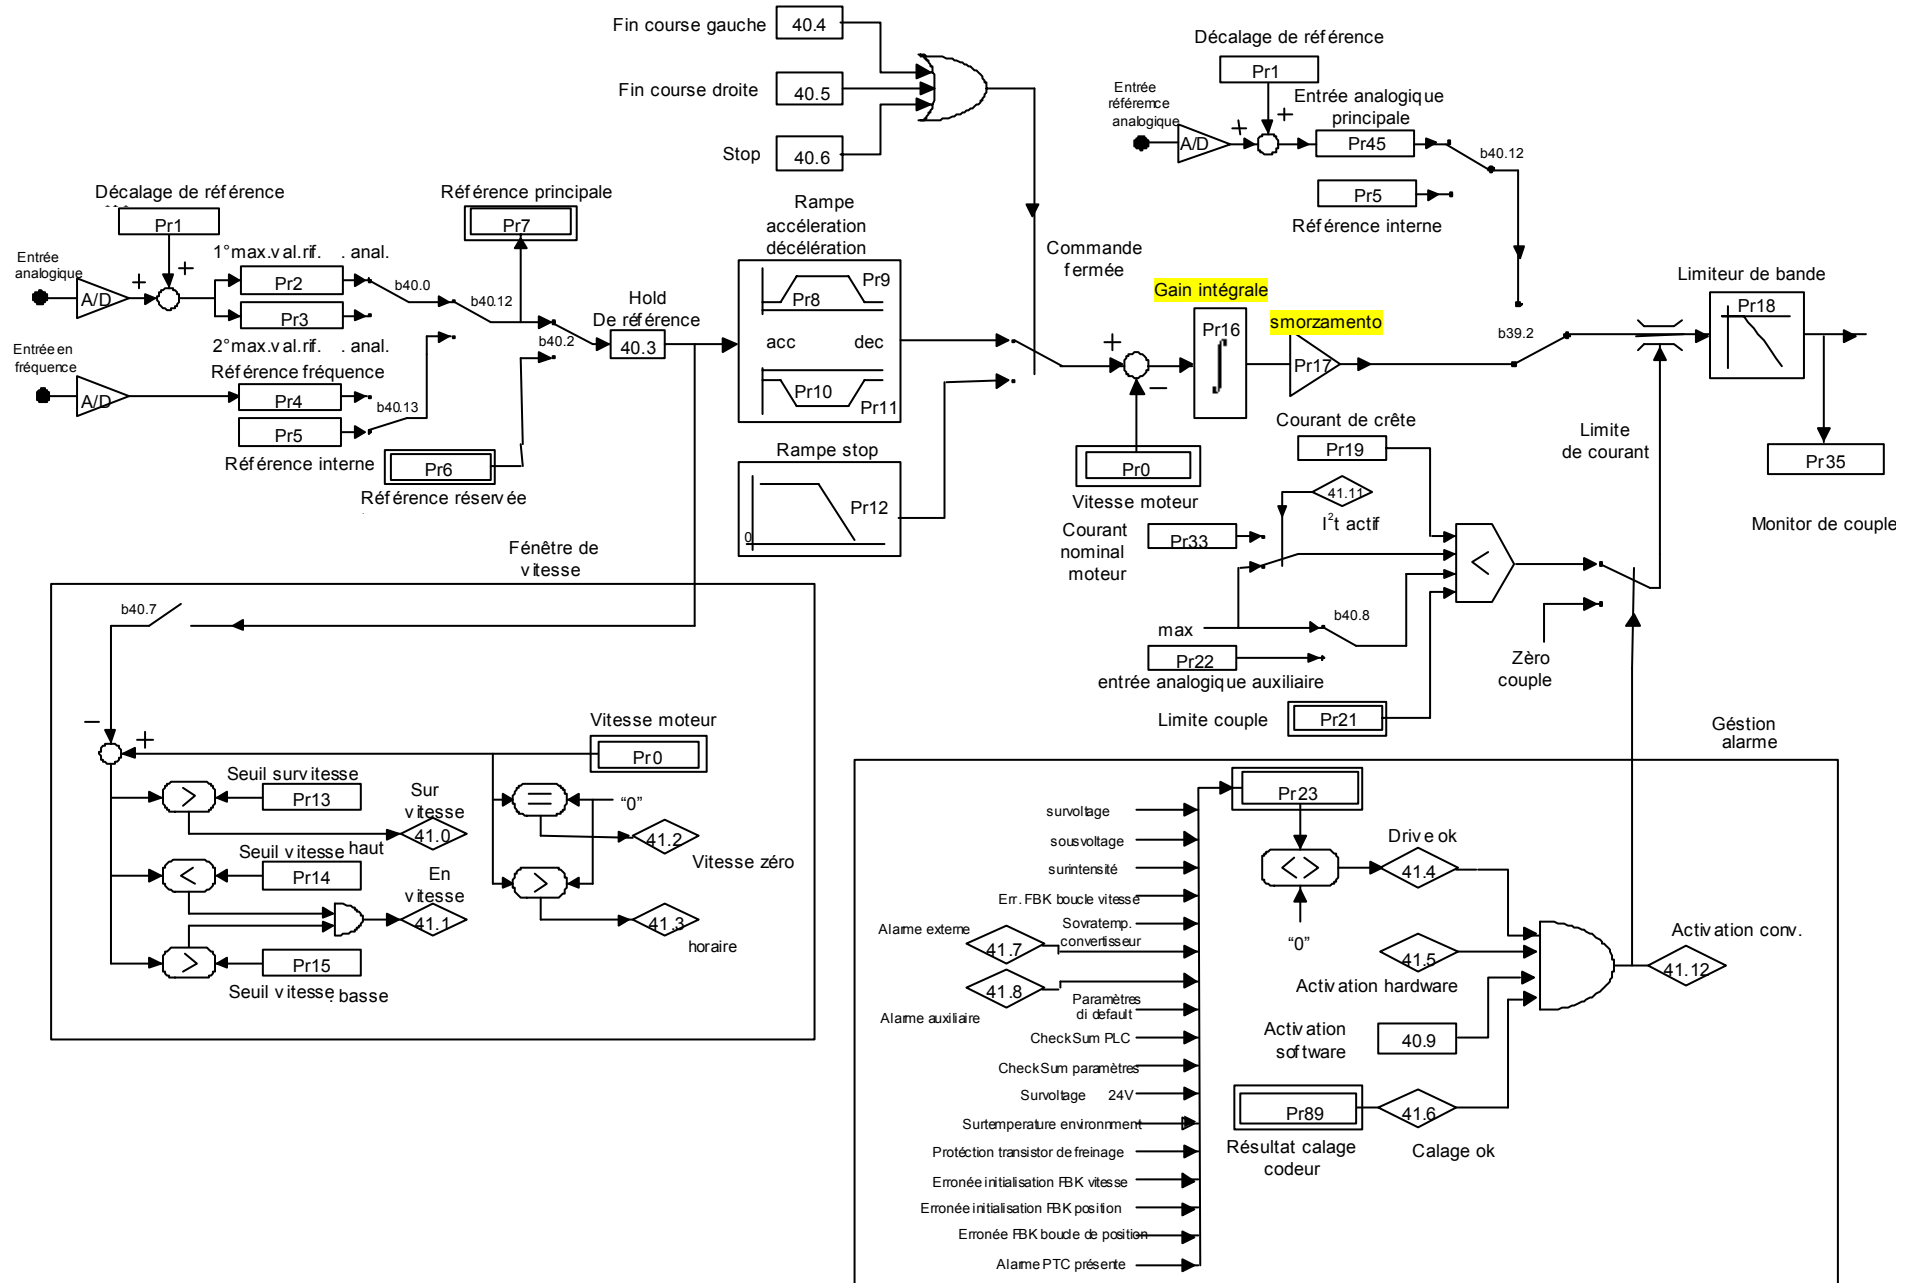 Fin course gauche
40.4
Fin course droite
40.5
Stop
40.6
Décalage de référence
Pr1
Entrée
référemce
analogique
A/D
+
+
Entrée analogique
principale
Pr45
b40.12
Pr5
Référence interne
Décalage de référence
Pr1
Entrée
analogique
A/D
+
+
1°max.val.rif. . anal.
Pr2
Pr3
2°max.val.rif. . anal.
b40.0
Référence principale
Pr7
b40.12
b40.2
Hold
De référence
40.3
Entrée en
fréquence
A/D
Référence fréquence
Pr4
Pr5
b40.13
Référence interne
Pr6
Référence réservée
Rampe
accéleration
décélération
Pr8
Pr9
acc
dec
Pr10
Pr11
Rampe stop
0
Pr12
Commande
fermée
+
−
Gain intégrale
Pr16
∫
smorzamento
Pr17
b39.2
Limiteur de bande
Pr18
Pr35
Monitor de couple
Pr0
Vitesse moteur
Courant de crête
Pr19
41.11
I²t actif
Courant
nominal
moteur
Pr33
<
Limite
de courant
max
b40.8
Pr22
entrée analogique auxiliaire
Limite couple
Pr21
Zèro
couple
Fénêtre de
vitesse
b40.7
−
+
Vitesse moteur
Pr0
Seuil survitesse
>
Pr13
Sur
vitesse
41.0
Seuil vitesse haut
<
Pr14
En
vitesse
41.1
>
Pr15
Seuil vitesse basse
=
“0”
41.2
Vitesse zéro
>
41.3
horaire
Géstion
alarme
survoltage
sousvoltage
surintensité
Err. FBK boucle vitesse
Sovratemp.
convertisseur
Alarme externe
41.7
41.8
Alarme auxiliaire
Paramètres
di default
CheckSum PLC
CheckSum paramètres
Survoltage 24V
Surtemperature environnment
Protéction transistor de freinage
Erronée initialisation FBK vitesse
Erronée initialisation FBK position
Erronée FBK boucle de position
Alarme PTC présente
Pr23
<>
“0”
Drive ok
41.4
41.5
Activation hardware
Activation
software
40.9
Pr89
41.6
Résultat calage
codeur
Calage ok
Activation conv.
41.12